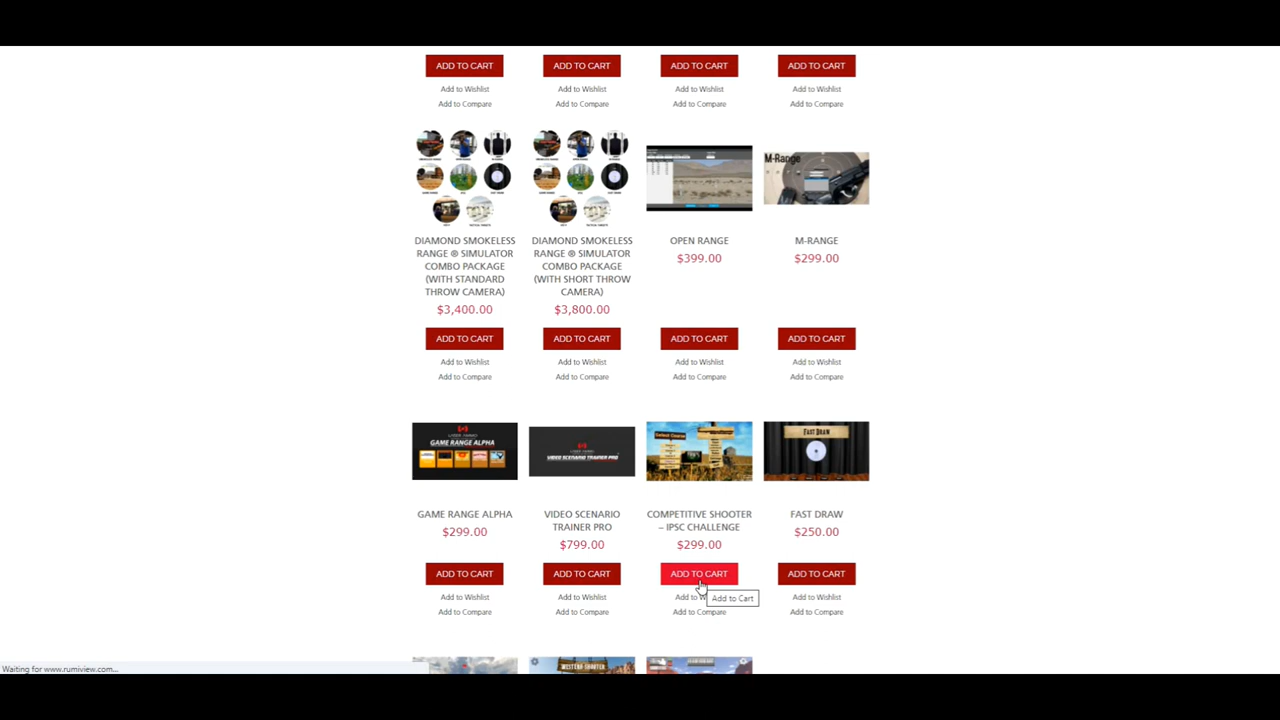 ADD TO CART ADD TO CART ADD TO CART ADD TO CART
Add to Wishlist Add to Wishlist Add to Wishlist Add to Wishlist
Add to Compare Add to Compare Add to Compare Add to Compare
M-Range
DIAMOND SMOKELESS
RANGE ® SIMULATOR
COMBO PACKAGE
(WITH STANDARD
THROW CAMERA)
$3,400.00
DIAMOND SMOKELESS
RANGE ® SIMULATOR
COMBO PACKAGE
(WITH SHORT THROW
CAMERA)
$3,800.00
OPEN RANGE
$399.00
M-RANGE
$299.00
ADD TO CART ADD TO CART ADD TO CART ADD TO CART
Add to Wishlist Add to Wishlist Add to Wishlist Add to Wishlist
Add to Compare Add to Compare Add to Compare Add to Compare
GAME RANGE ALPHA
VIDEO SCENARIO TRAINER PRO
Default Course
FAST DRAW
GAME RANGE ALPHA
$299.00
VIDEO SCENARIO
TRAINER PRO
$799.00
COMPETITIVE SHOOTER
– IPSC CHALLENGE
$299.00
FAST DRAW
$250.00
ADD TO CART ADD TO CART ADD TO CART ADD TO CART
Add to Wishlist Add to Wishlist Add to W Add to Cart Add to Wishlist
Add to Compare Add to Compare Add to Compare Add to Compare
WESTERN SHOOTER
Waiting for www.rumiview.com...